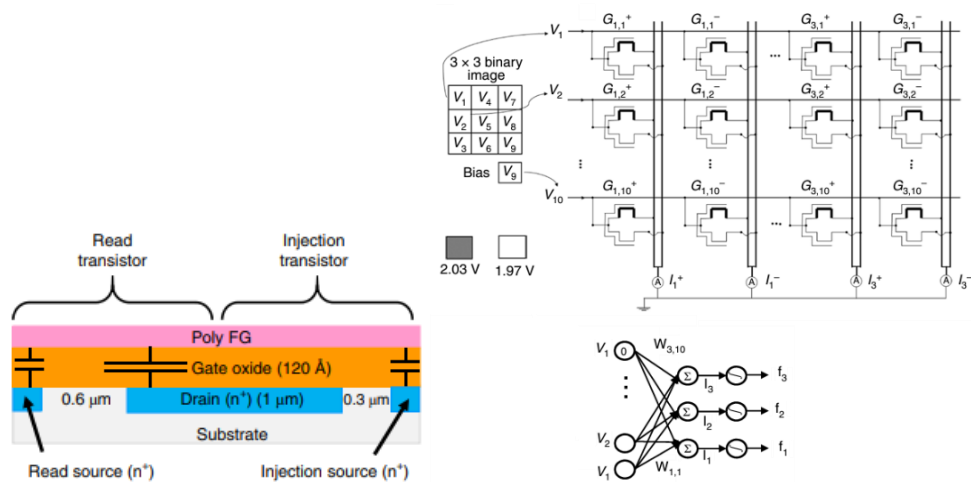 Read
transistor
Injection
transistor
Poly FG
Gate oxide (120 Å)
0.6 μm
Drain (n⁺) (1 μm)
0.3 μm
Substrate
Read source (n⁺)
Injection source (n⁺)
3 × 3 binary
image
V₁ V₄ V₇
V₂ V₅ V₈
V₃ V₆ V₉
Bias V₉
2.03 V
1.97 V
V₁
G₁,₁⁺ G₁,₁⁻ G₃,₁⁺ G₃,₁⁻
...
V₂
G₁,₂⁺ G₁,₂⁻ G₃,₂⁺ G₃,₂⁻
⋮ ⋮ ⋮ ⋮
V₁₀
G₁,₁₀⁺ G₁,₁₀⁻ G₃,₁₀⁺ G₃,₁₀⁻
...
A I₁⁺ A I₁⁻ A I₃⁺ A I₃⁻
V₁ 0 W₃,₁₀
Σ I₃ f₃
⋮
Σ I₂ f₂
V₂
Σ I₁ f₁
V₁ W₁,₁